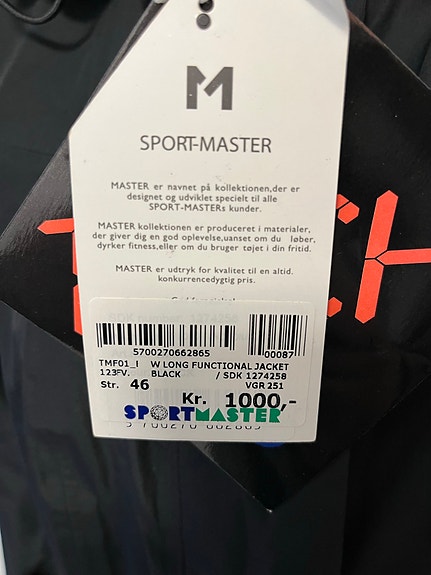 M
SPORT-MASTER
MASTER er navnet på kollektionen,der er
designet og udviklet specielt til alle
SPORT-MASTERs kunder.
MASTER kollektionen er produceret i materialer,
der giver dig en god oplevelse,uanset om du løber,
dyrker fitness,eller om du bruger tøjet i din fritid.
MASTER er udtryk for kvalitet til en altid.
konkurrencedygtig pris.
5700270662865
00087
TMF01_I W LONG FUNCTIONAL JACKET
123FV. BLACK / SDK 1274258
Str. 46 VGR 251
Kr. 1000,-
SPORTMASTER